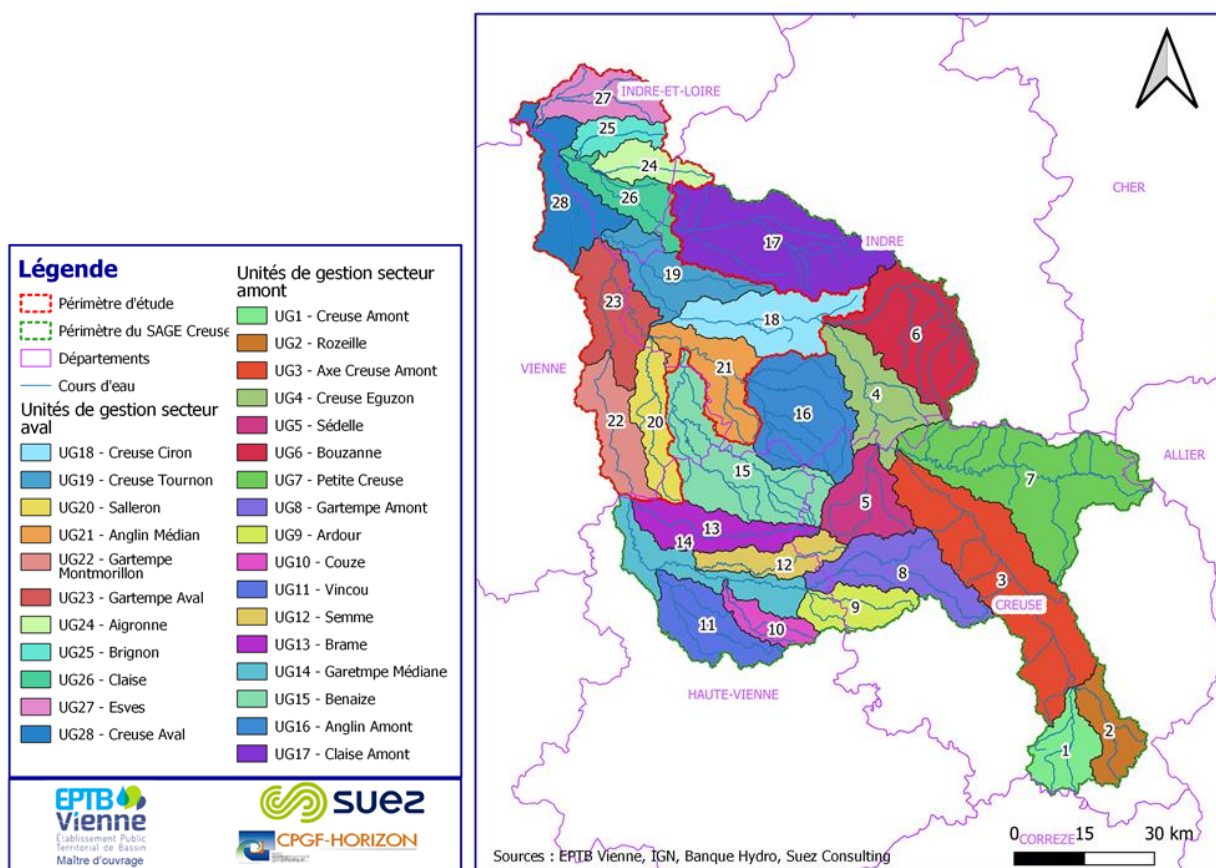 Légende
Périmètre d'étude
Périmètre du SAGE Creuse
Départements
Cours d'eau
Unités de gestion secteur
aval
UG18 - Creuse Ciron
UG19 - Creuse Tournon
UG20 - Salleron
UG21 - Anglin Médian
UG22 - Gartempe
Montmorillon
UG23 - Gartempe Aval
UG24 - Aigronne
UG25 - Brignon
UG26 - Claise
UG27 - Esves
UG28 - Creuse Aval
Unités de gestion secteur
amont
UG1 - Creuse Amont
UG2 - Rozeille
UG3 - Axe Creuse Amont
UG4 - Creuse Eguzon
UG5 - Sédelle
UG6 - Bouzanne
UG7 - Petite Creuse
UG8 - Gartempe Amont
UG9 - Ardour
UG10 - Couze
UG11 - Vincou
UG12 - Semme
UG13 - Brame
UG14 - Garetmpe Médiane
UG15 - Benaize
UG16 - Anglin Amont
UG17 - Claise Amont
EPTB
Vienne
Établissement Public
Territorial de Bassin
Maître d'ouvrage
suez
CPGF-HORIZON
27
INDRE-ET-LOIRE
25
24
CHER
26
28
17
INDRE
19
23
18
6
VIENNE
21
4
22
20
16
ALLIER
15
7
5
13
14
12
8
3
9
CREUSE
11
10
HAUTE-VIENNE
2
1
CORREZE
0 15 30 km
Sources : EPTB Vienne, IGN, Banque Hydro, Suez Consulting